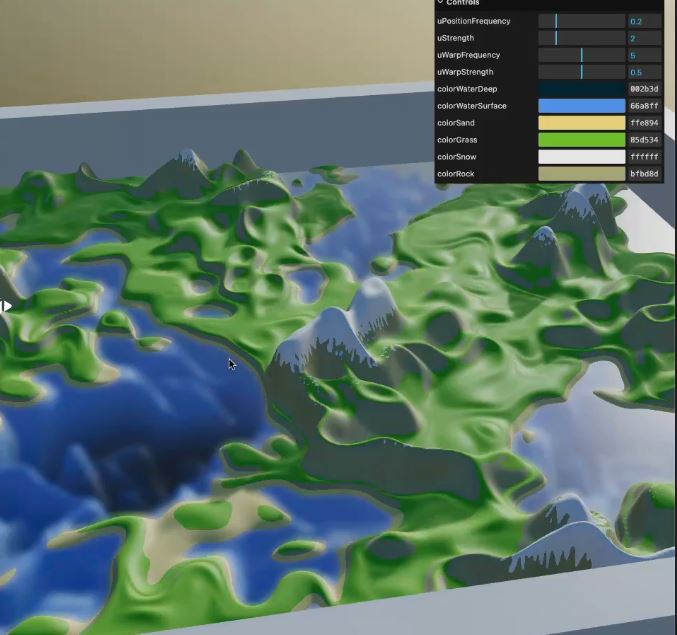 Controls
uPositionFrequency 0.2
uStrength 2
uWarpFrequency 5
uWarpStrength 0.5
colorWaterDeep 002b3d
colorWaterSurface 66a8ff
colorSand ffe894
colorGrass 85d534
colorSnow ffffff
colorRock bfbd8d